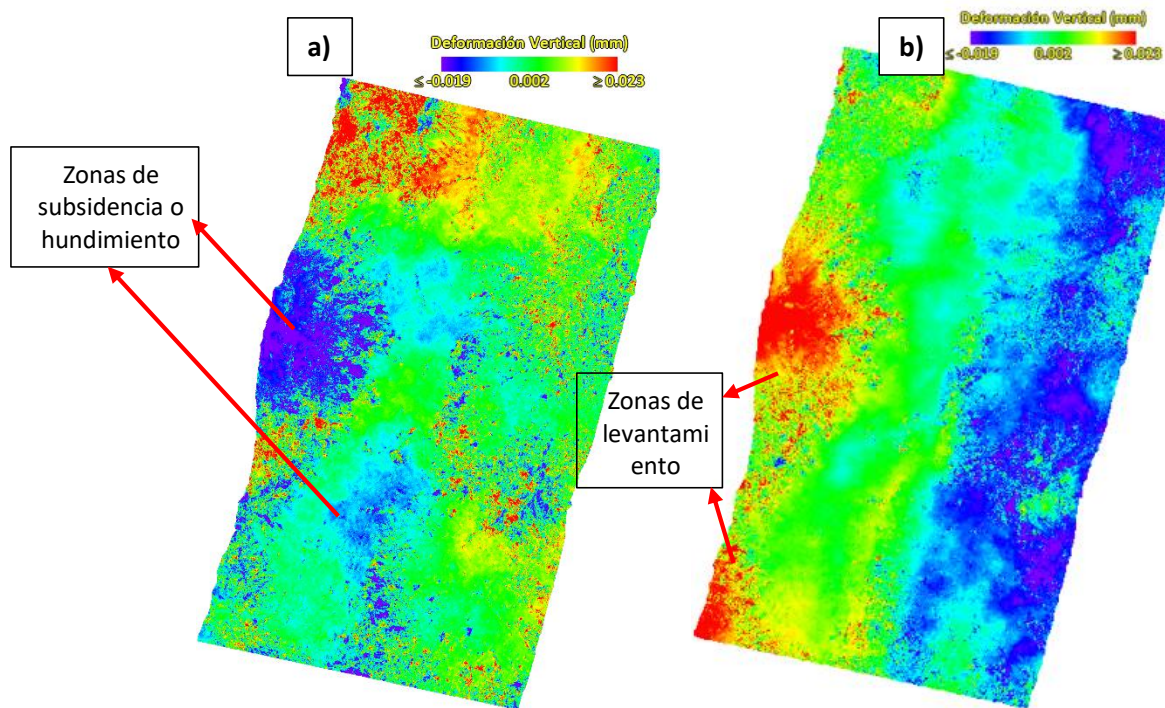 a)
Deformación Vertical (mm)
≤ -0.019 0.002 ≥ 0.023
b)
Deformación Vertical (mm)
≤ -0.019 0.002 ≥ 0.023
Zonas de
subsidencia o
hundimiento
Zonas de
levantami
ento